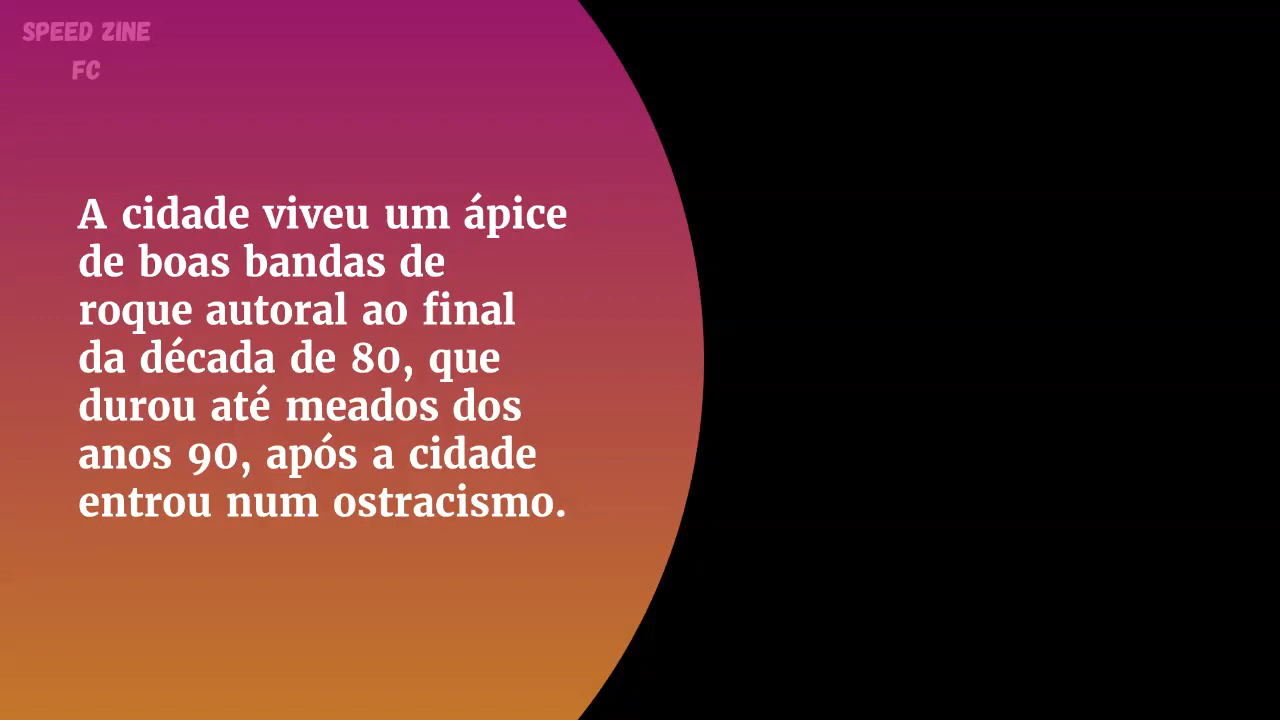 SPEED ZINE
FC
A cidade viveu um ápice
de boas bandas de
roque autoral ao final
da década de 80, que
durou até meados dos
anos 90, após a cidade
entrou num ostracismo.